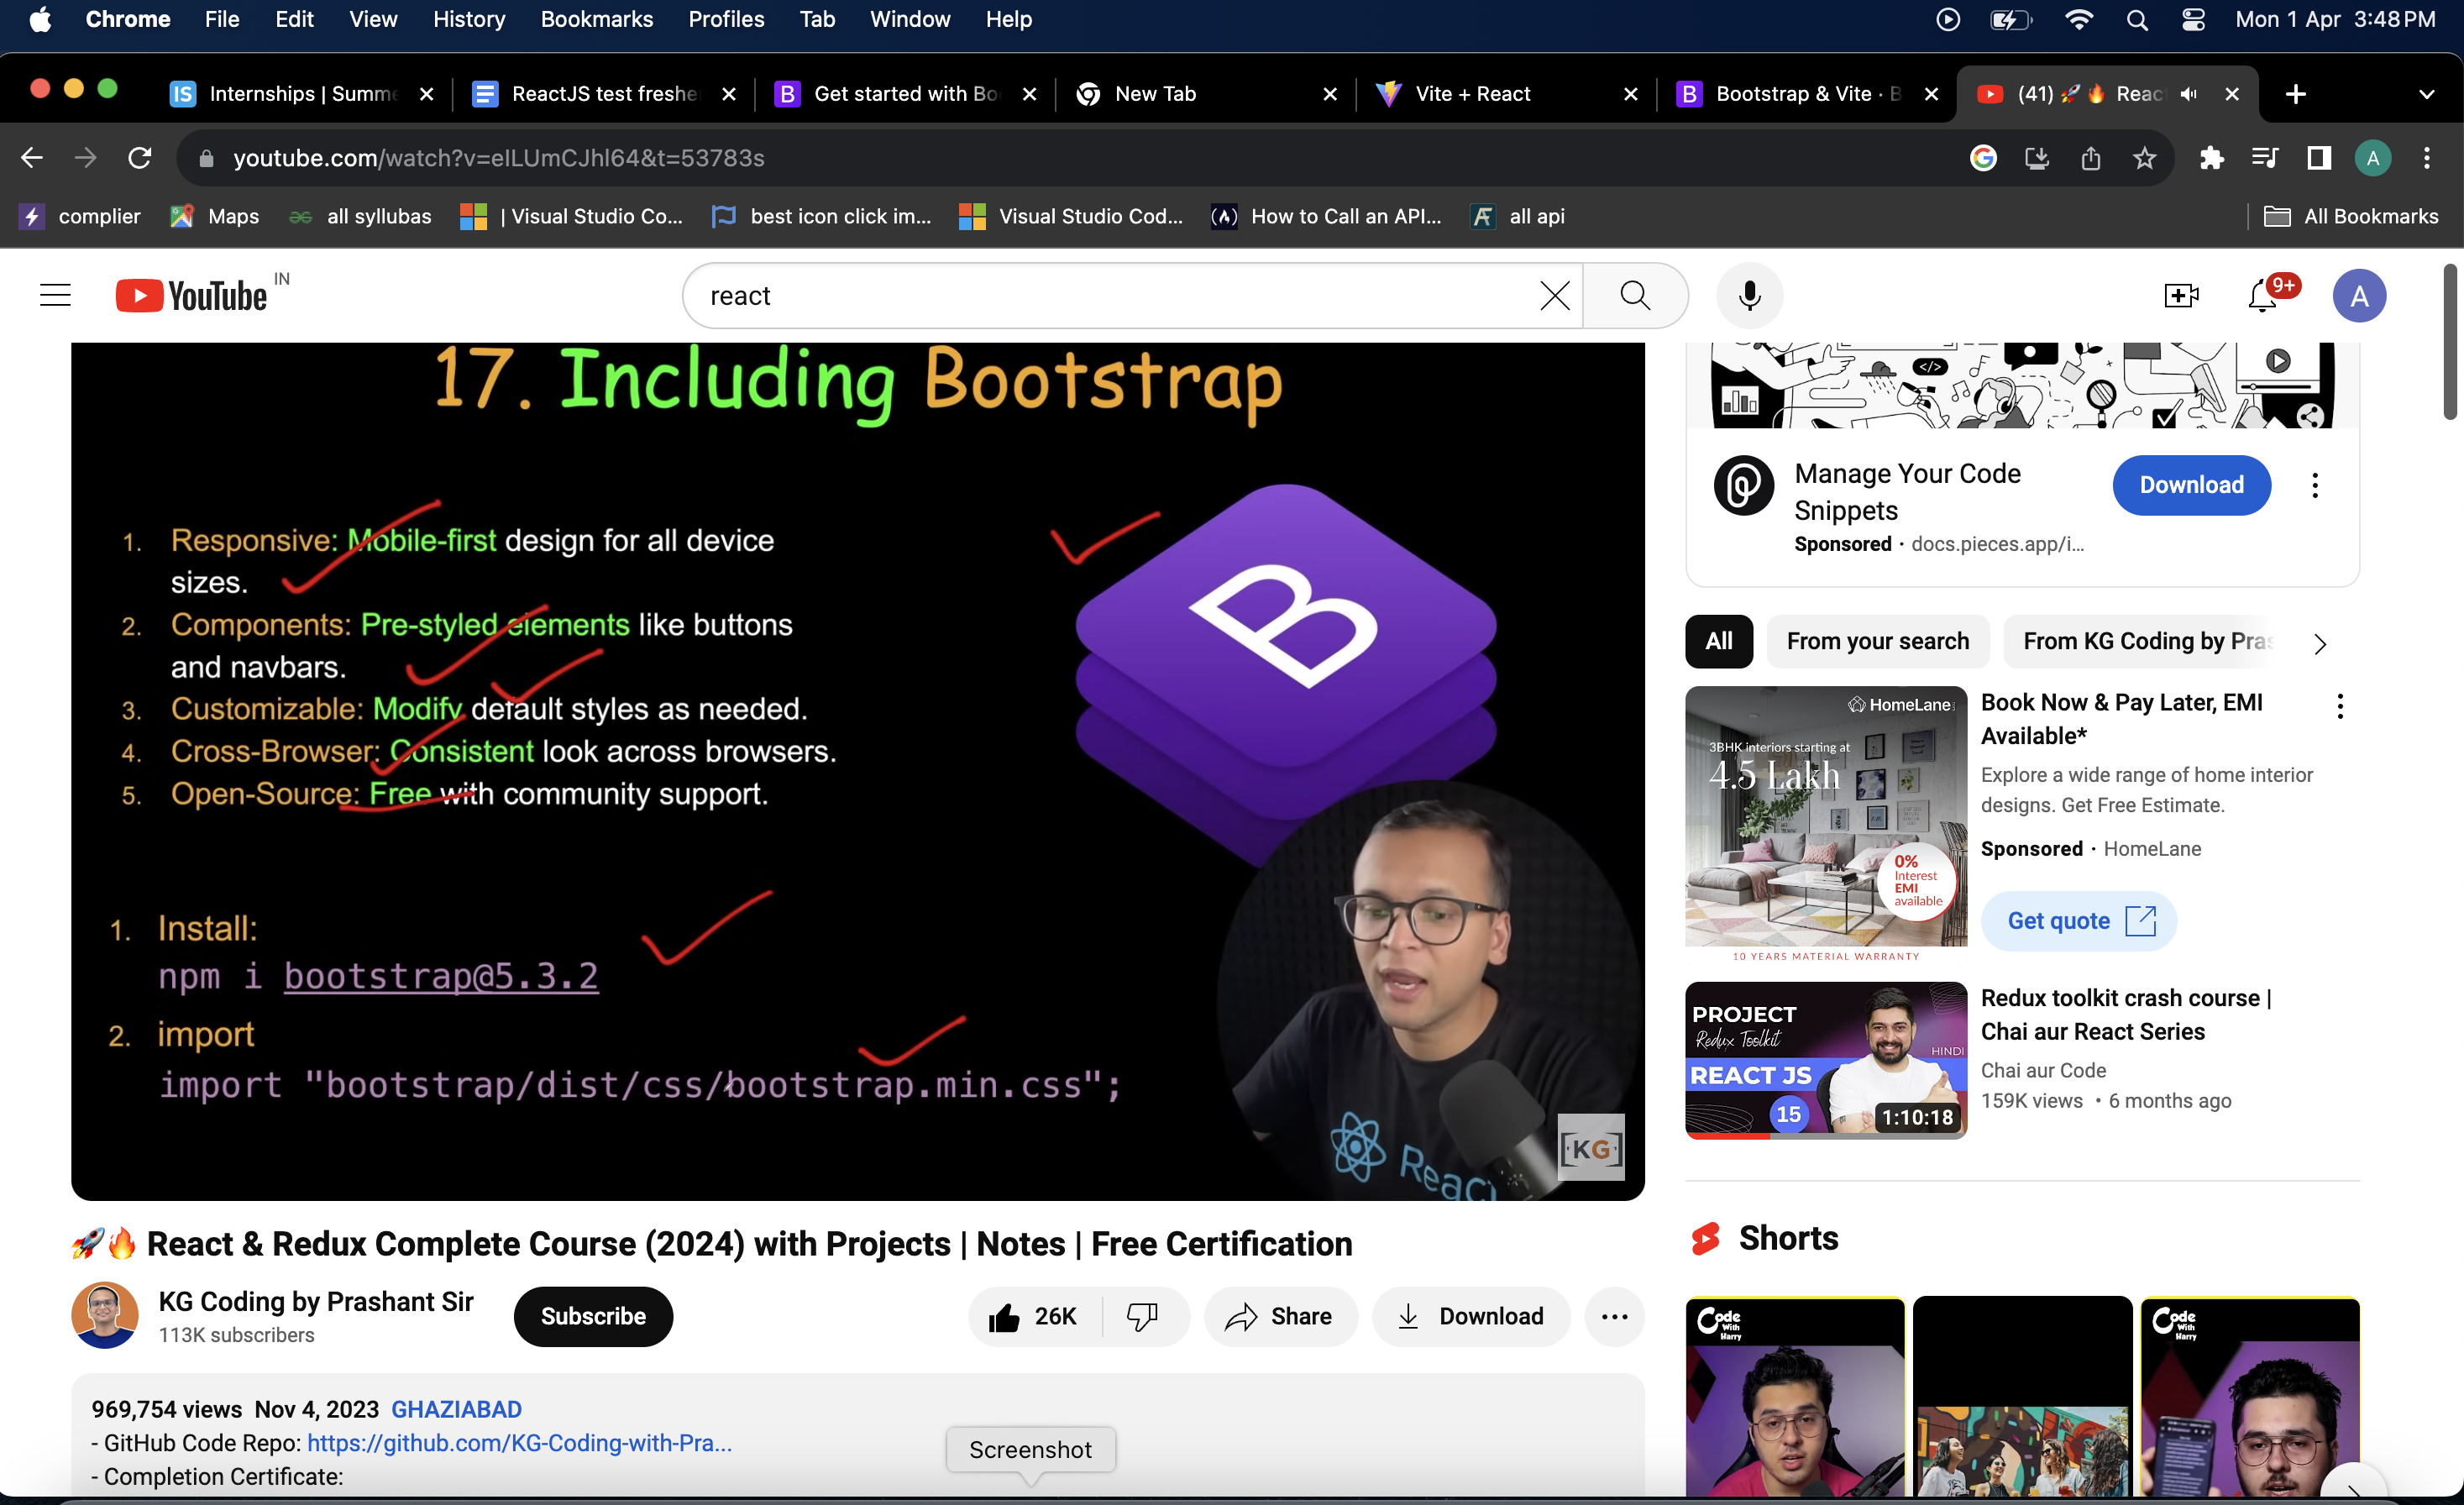 Chrome File Edit View History Bookmarks Profiles Tab Window Help Mon 1 Apr 3:48 PM
IS Internships | Summe ReactJS test freshe B Get started with Bo New Tab Vite + React B Bootstrap & Vite · B (41) 🚀🔥 Reac
youtube.com/watch?v=eILUmCJhl64&t=53783s A
complier Maps all syllubas | Visual Studio Co... best icon click im... Visual Studio Cod... How to Call an API... all api All Bookmarks
YouTube IN
react
9+
A
17. Including Bootstrap
1. Responsive: Mobile-first design for all device
sizes.
2. Components: Pre-styled elements like buttons
and navbars.
3. Customizable: Modify default styles as needed.
4. Cross-Browser: Consistent look across browsers.
5. Open-Source: Free with community support.
B
1. Install:
npm i bootstrap@5.3.2
2. import
import "bootstrap/dist/css/bootstrap.min.css";
React
KG
🚀🔥 React & Redux Complete Course (2024) with Projects | Notes | Free Certification
KG Coding by Prashant Sir
113K subscribers
Subscribe
26K
Share
Download
969,754 views Nov 4, 2023 GHAZIABAD
- GitHub Code Repo: https://github.com/KG-Coding-with-Pra...
- Completion Certificate:
Screenshot
</>
Manage Your Code
Snippets
Sponsored · docs.pieces.app/i...
Download
All From your search From KG Coding by Pras
HomeLane
3BHK interiors starting at
4.5 Lakh
0%
Interest
EMI
available
10 YEARS MATERIAL WARRANTY
Book Now & Pay Later, EMI
Available*
Explore a wide range of home interior
designs. Get Free Estimate.
Sponsored · HomeLane
Get quote
PROJECT
Redux Toolkit
HINDI
REACT JS
15
1:10:18
Redux toolkit crash course |
Chai aur React Series
Chai aur Code
159K views • 6 months ago
Shorts
Code
With
Harry
Code
With
Harry